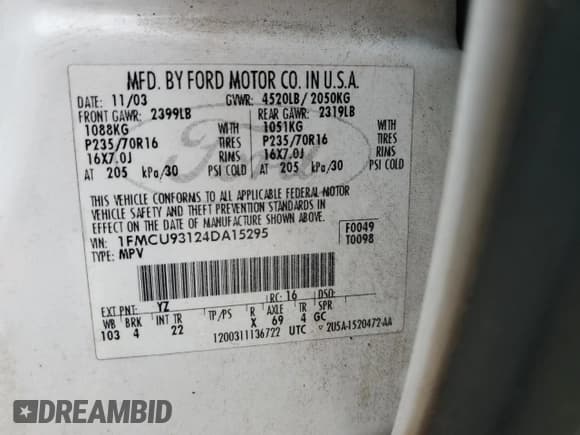 MFD. BY FORD MOTOR CO. IN U.S.A.
DATE: 11/03 GVWR: 4520LB/ 2050KG
FRONT GAWR: 2399LB REAR GAWR: 2319LB
1088KG WITH 1051KG WITH
P235/70R16 TIRES P235/70R16 TIRES
16X7.0J RIMS 16X7.0J RIMS
AT 205 kPa/30 PSI COLD AT 205 kPa/30 PSI COLD
THIS VEHICLE CONFORMS TO ALL APPLICABLE FEDERAL MOTOR
VEHICLE SAFETY AND THEFT PREVENTION STANDARDS IN
EFFECT ON THE DATE OF MANUFACTURE SHOWN ABOVE.
VIN: 1FMCU93124DA15295 F0049
TYPE: MPV T0098
Ford
EXT PNT: YZ RC: 16 DSO:
WB BRK INT TR TP/PS R AXLE TR SPR
103 4 22 X 69 4 GC
1200311136722 UTC 2U5A-1520472-AA
DREAMBID